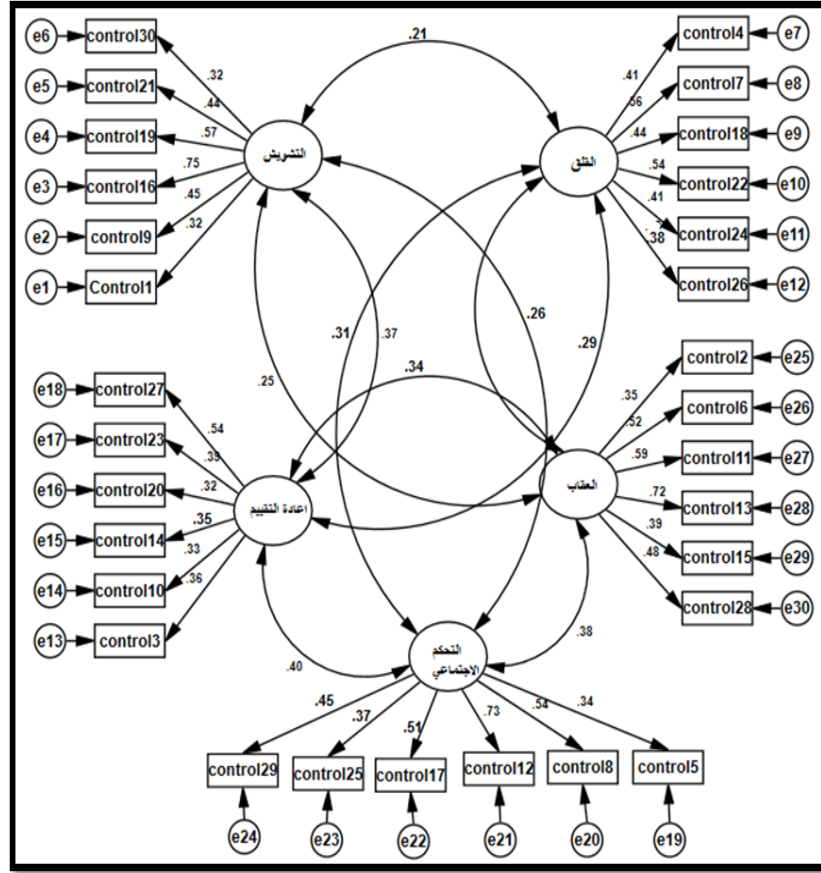 e6 control30
e5 control21
e4 control19
e3 control16
e2 control9
e1 Control1
.32
.44
.57
.75
.45
.32
التشويش
.21
control4 e7
control7 e8
control18 e9
control22 e10
control24 e11
control26 e12
.41
.56
.44
.54
.41
.38
القلق
.31
.37
.26
.29
.25
.34
e18 control27
e17 control23
e16 control20
e15 control14
e14 control10
e13 control3
.54
.39
.32
.35
.33
.36
اعادة التقييم
control2 e25
control6 e26
control11 e27
control13 e28
control15 e29
control28 e30
.35
.52
.59
.72
.39
.48
العقاب
.40
.38
التحكم
الاجتماعي
.45
.37
.51
.73
.54
.34
control29 control25 control17 control12 control8 control5
e24 e23 e22 e21 e20 e19